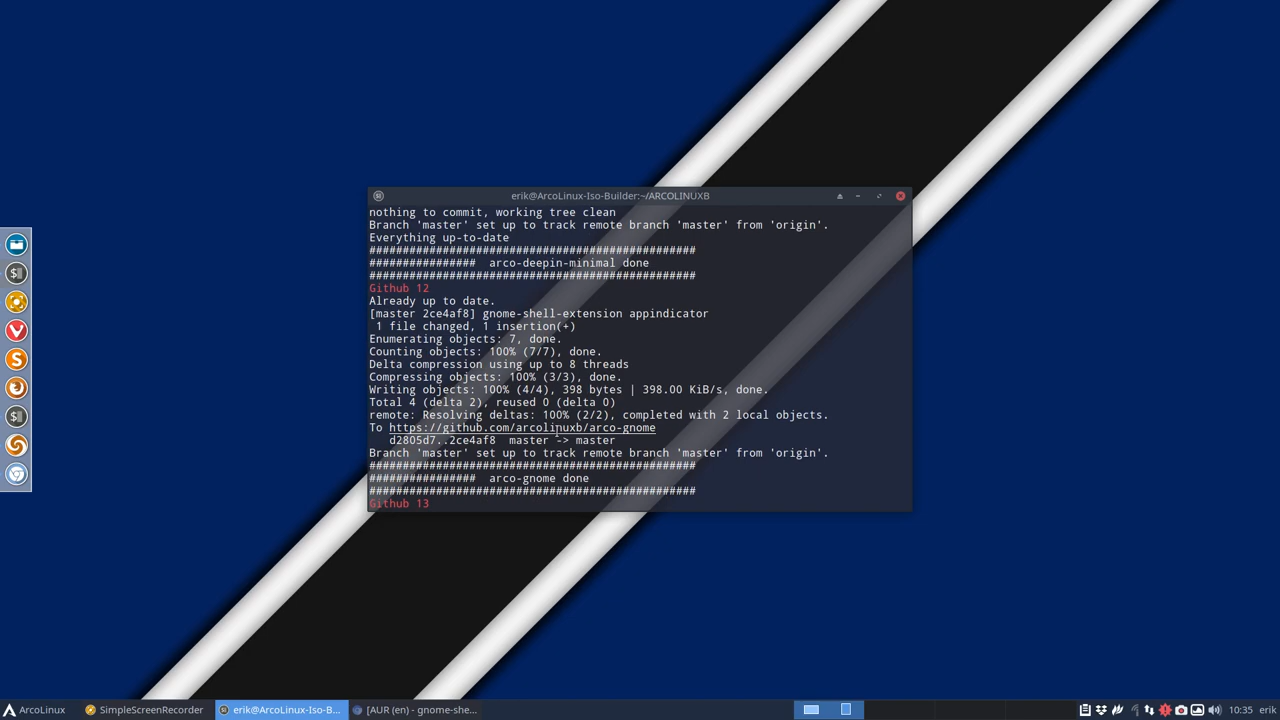 erik@ArcoLinux-Iso-Builder:~/ARCOLINUXB
nothing to commit, working tree clean
Branch 'master' set up to track remote branch 'master' from 'origin'.
Everything up-to-date
#################################################
################  arco-deepin-minimal done
#################################################
Github 12
Already up to date.
[master 2ce4af8] gnome-shell-extension appindicator
 1 file changed, 1 insertion(+)
Enumerating objects: 7, done.
Counting objects: 100% (7/7), done.
Delta compression using up to 8 threads
Compressing objects: 100% (3/3), done.
Writing objects: 100% (4/4), 398 bytes | 398.00 KiB/s, done.
Total 4 (delta 2), reused 0 (delta 0)
remote: Resolving deltas: 100% (2/2), completed with 2 local objects.
To https://github.com/arcolinuxb/arco-gnome
   d2805d7..2ce4af8  master -> master
Branch 'master' set up to track remote branch 'master' from 'origin'.
#################################################
################  arco-gnome done
#################################################
Github 13
ArcoLinux SimpleScreenRecorder erik@ArcoLinux-Iso-B... [AUR (en) - gnome-she... 10:35 erik